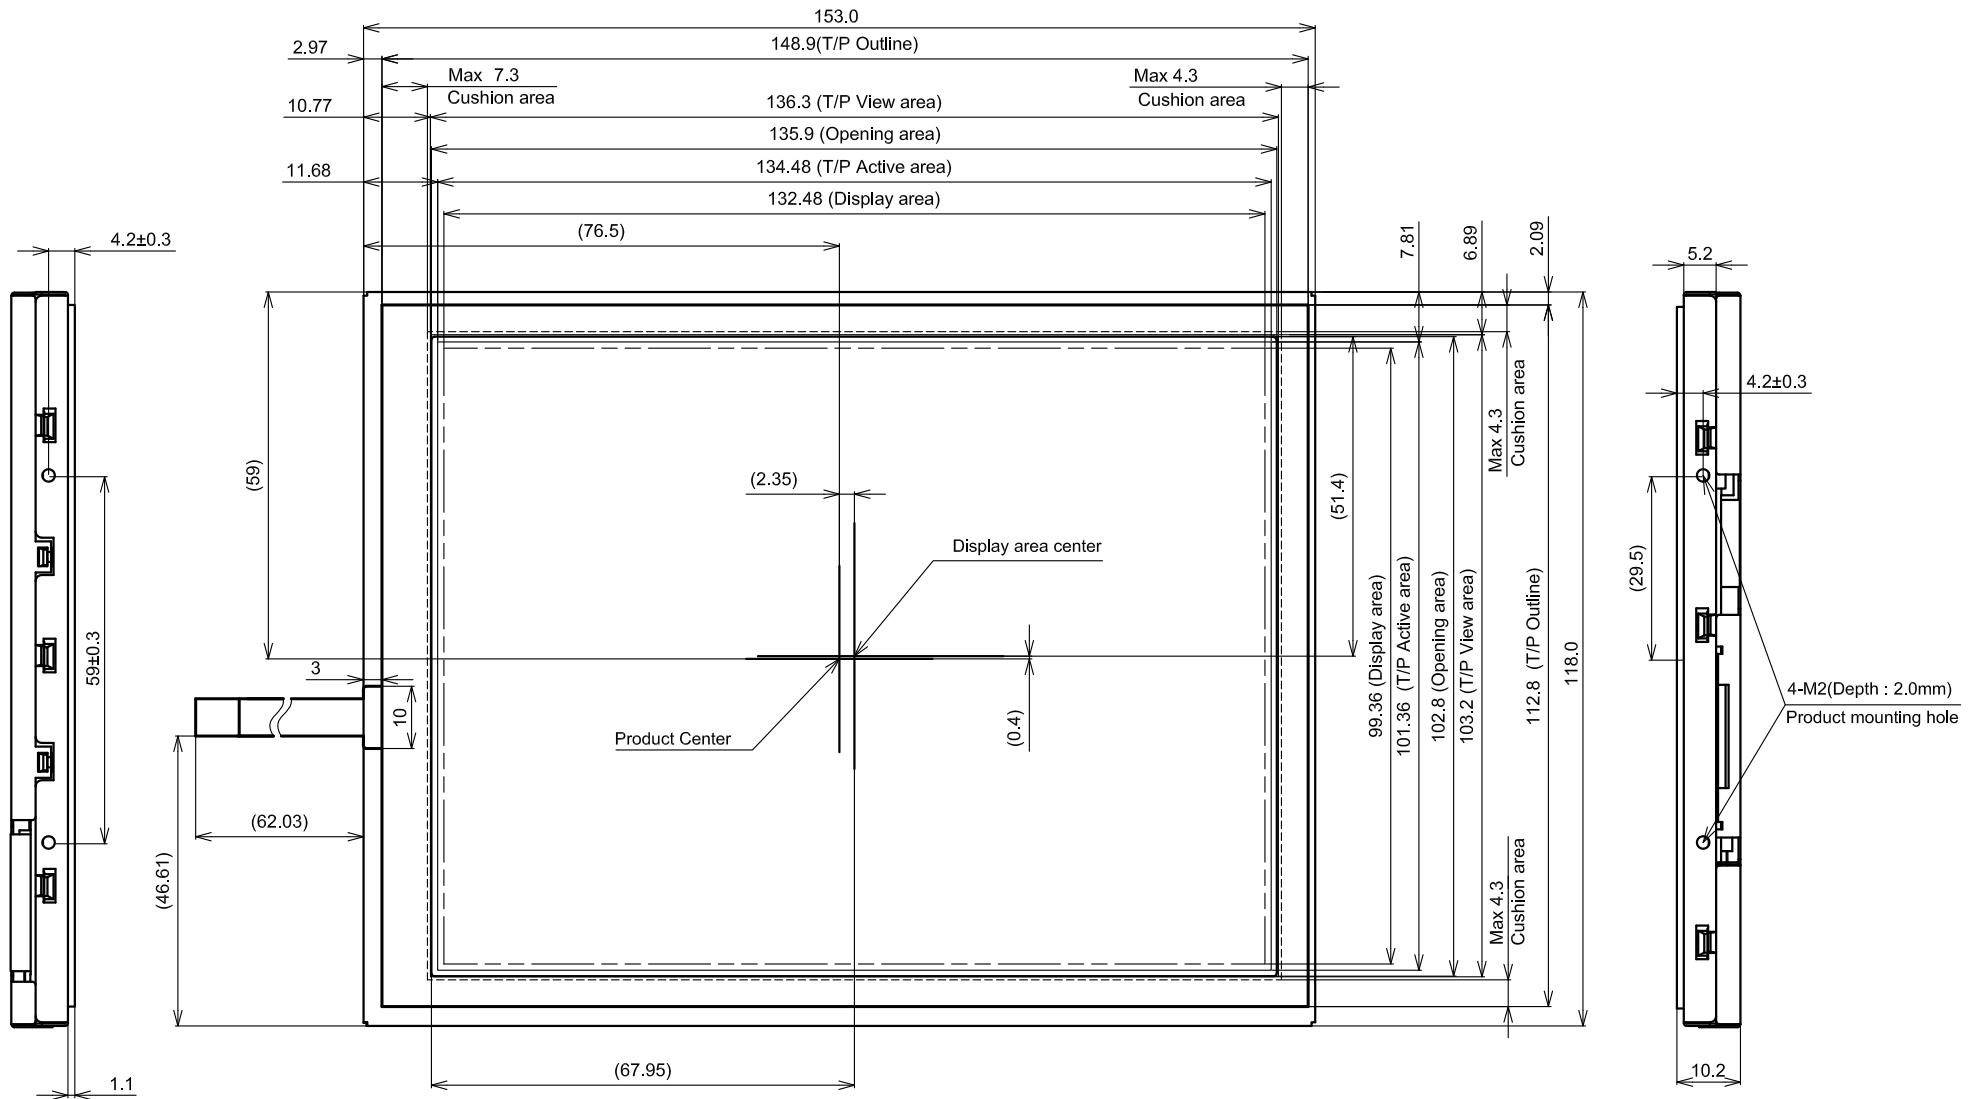 153.0
2.97
148.9(T/P Outline)
Max 7.3
Cushion area
Max 4.3
Cushion area
10.77
136.3 (T/P View area)
135.9 (Opening area)
11.68
134.48 (T/P Active area)
132.48 (Display area)
(76.5)
4.2±0.3
7.81
6.89
2.09
5.2
4.2±0.3
Max 4.3
Cushion area
(59)
(2.35)
(51.4)
Display area center
(29.5)
59±0.3
3
10
Product Center
(0.4)
99.36 (Display area)
101.36 (T/P Active area)
102.8 (Opening area)
103.2 (T/P View area)
112.8 (T/P Outline)
118.0
4-M2(Depth : 2.0mm)
Product mounting hole
(62.03)
(46.61)
Max 4.3
Cushion area
(67.95)
1.1
10.2